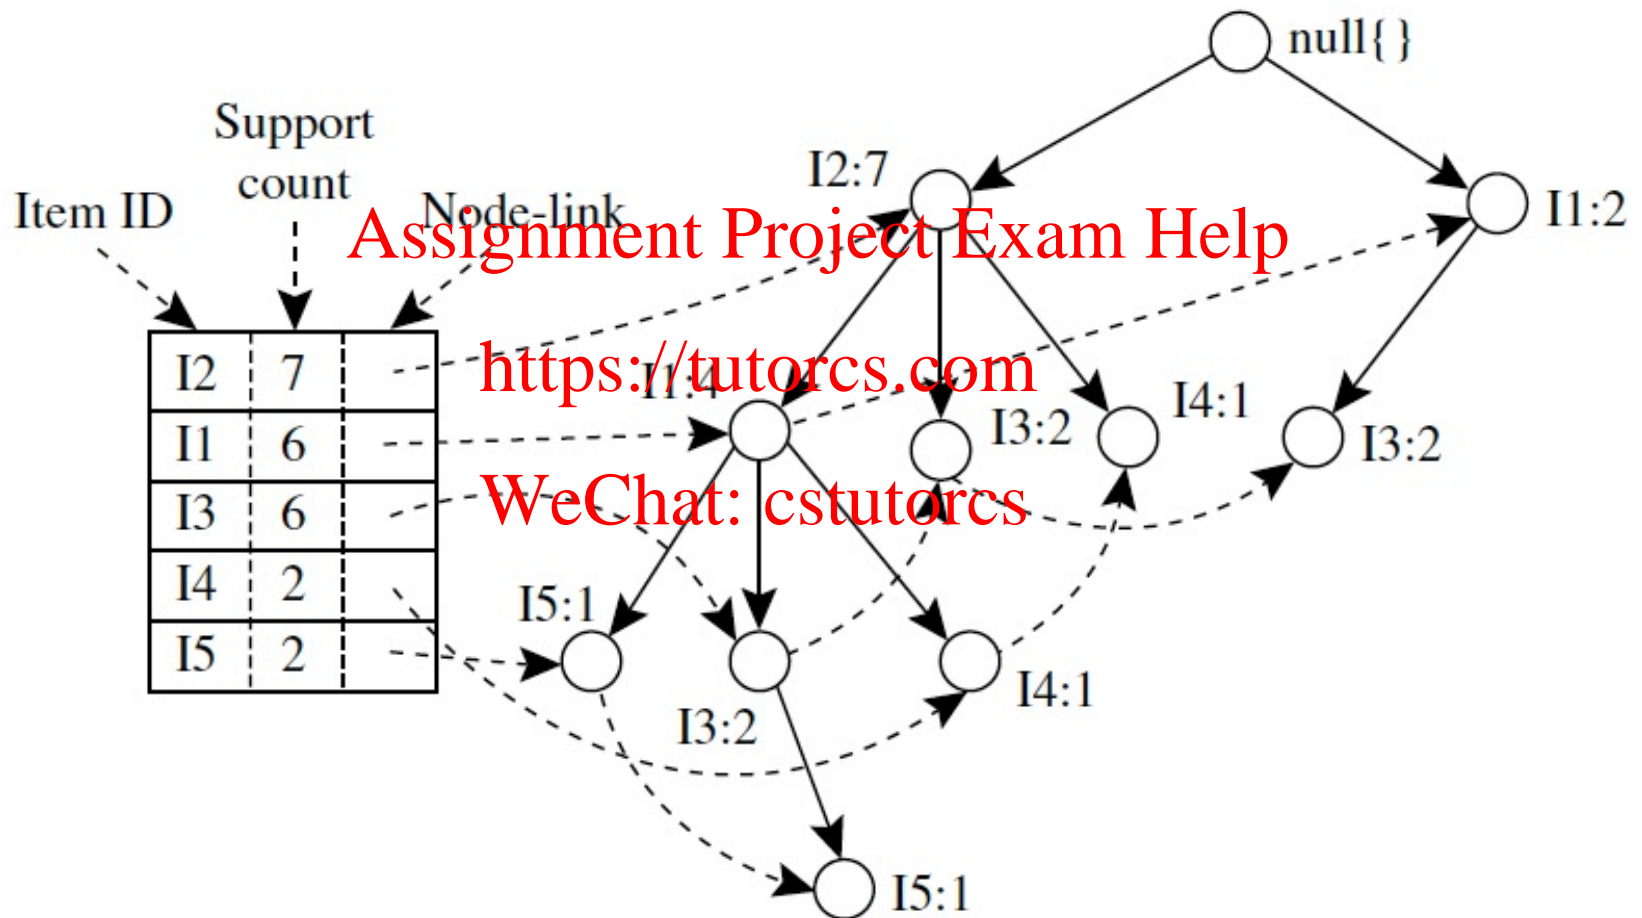 null{}
Support
count
Item ID
Node-link
I2:7
I1:2
Assignment Project Exam Help
I2 7
I1 6
I3 6
I4 2
I5 2
https://tutorcs.com
I1:4
I3:2
I4:1
I3:2
WeChat: cstutorcs
I5:1
I3:2
I4:1
I5:1